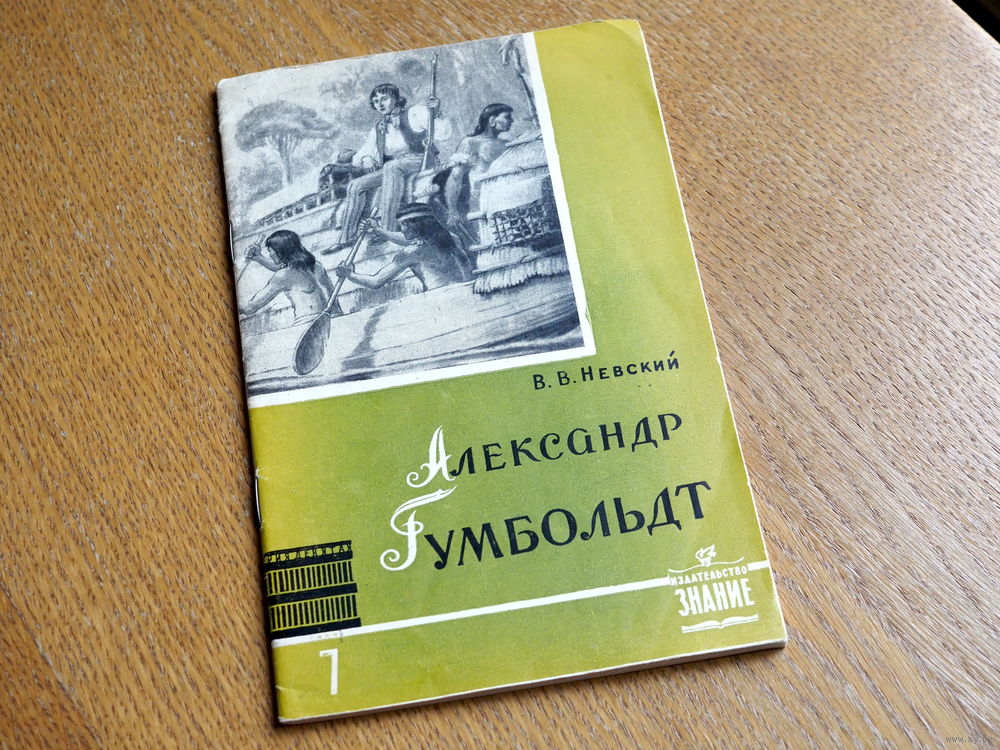 В. В. Невский
Александр
Гумбольдт
ИЗДАТЕЛЬСТВО
ЗНАНИЕ
7